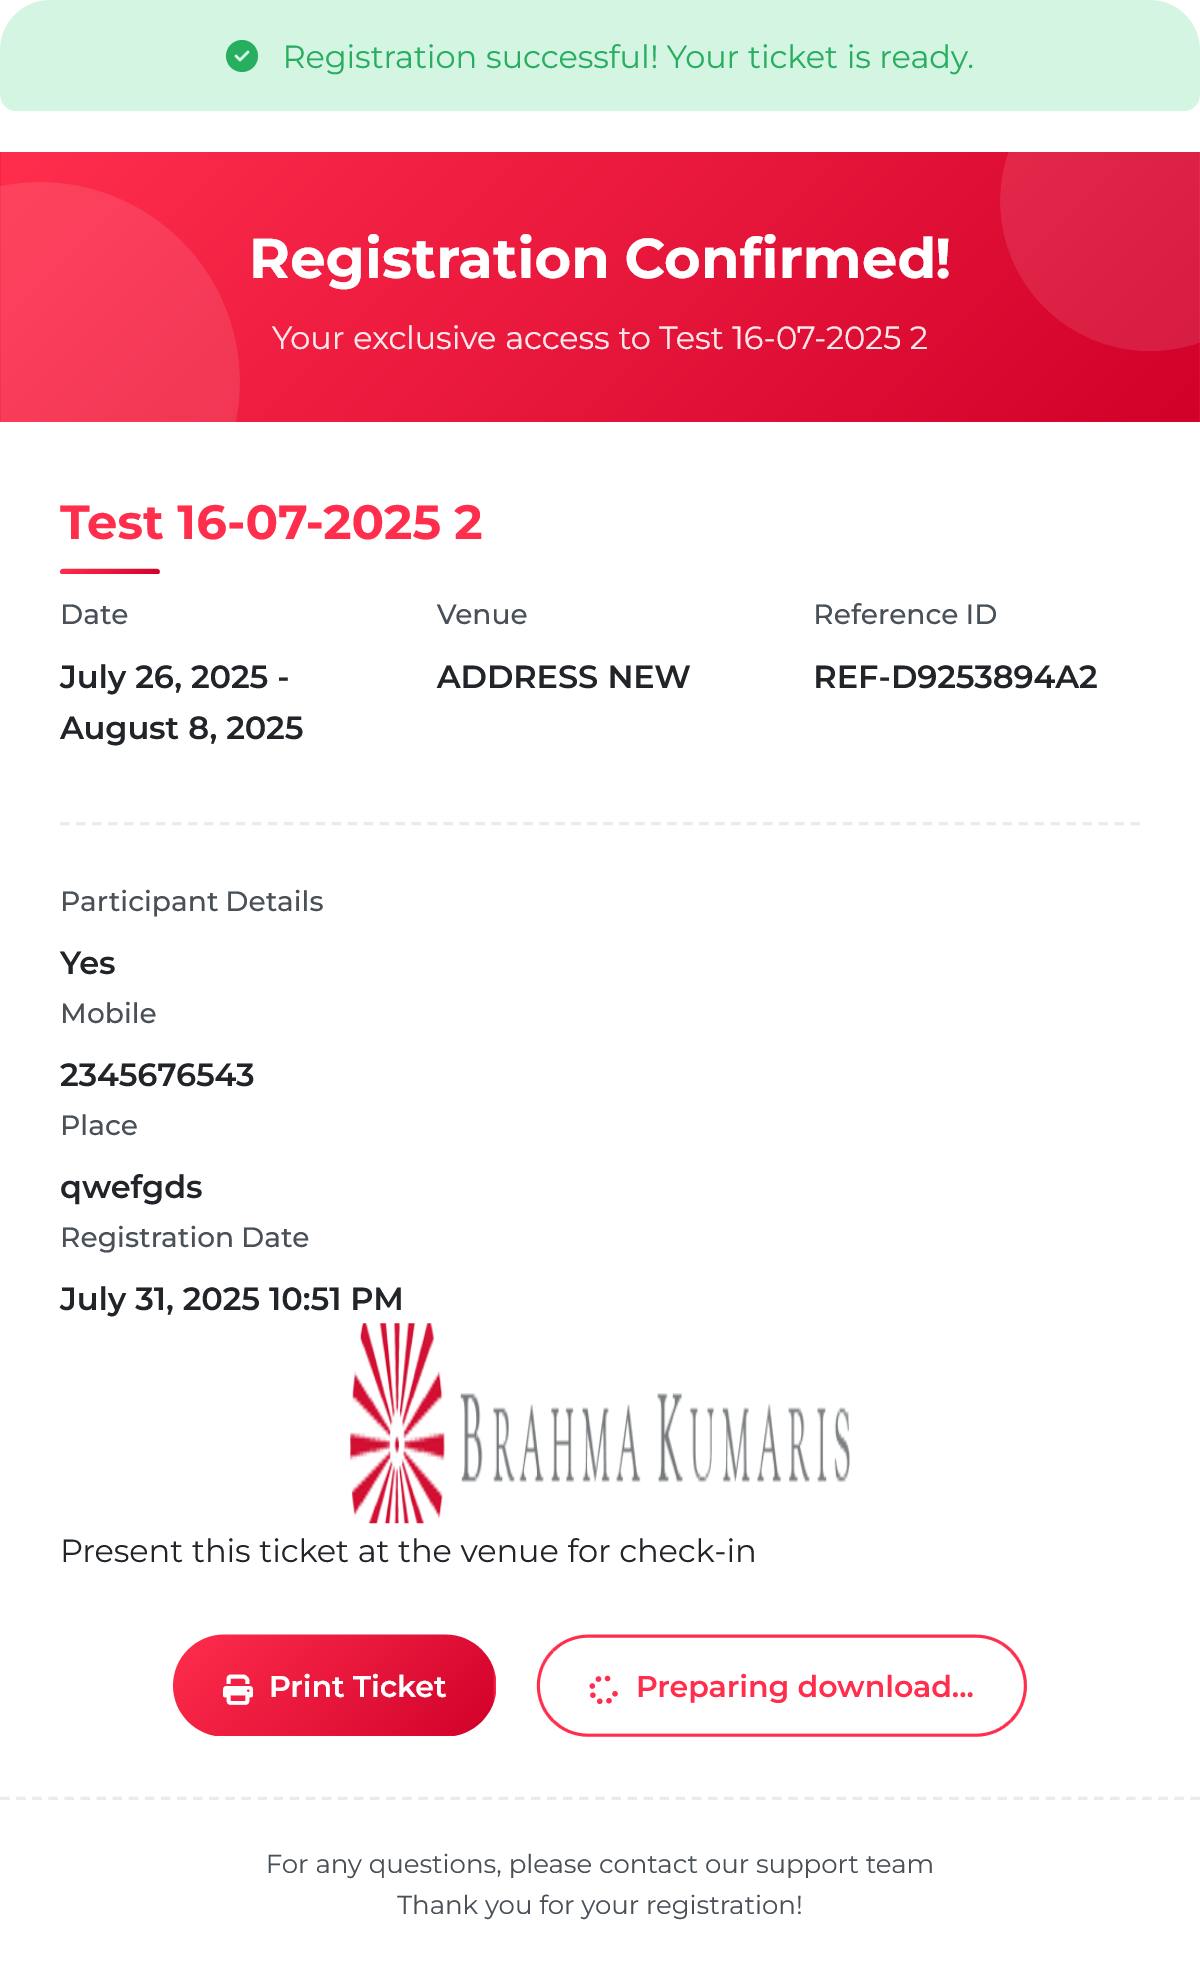 Registration successful! Your ticket is ready.
Registration Confirmed!
Your exclusive access to Test 16-07-2025 2
Test 16-07-2025 2
Date
July 26, 2025 -
August 8, 2025
Venue
ADDRESS NEW
Reference ID
REF-D9253894A2
Participant Details
Yes
Mobile
2345676543
Place
qwefgds
Registration Date
July 31, 2025 10:51 PM
BRAHMA KUMARIS
Present this ticket at the venue for check-in
Print Ticket
Preparing download...
For any questions, please contact our support team
Thank you for your registration!